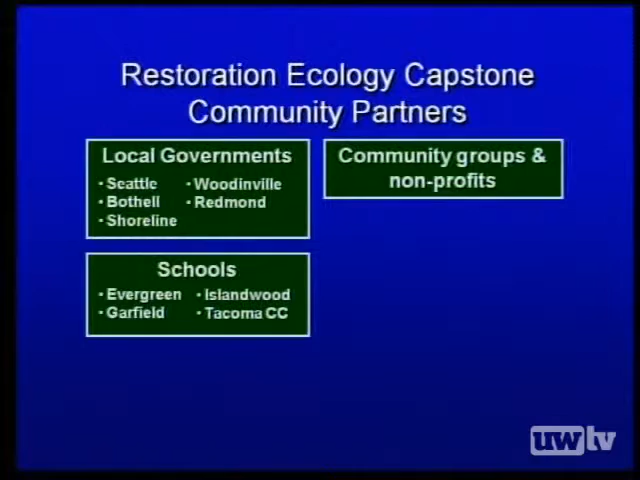 Restoration Ecology Capstone
Community Partners
Local Governments
• Seattle
• Woodinville
• Bothell
• Redmond
• Shoreline
Community groups &
non-profits
Schools
• Evergreen
• Islandwood
• Garfield
• Tacoma CC
uwtv